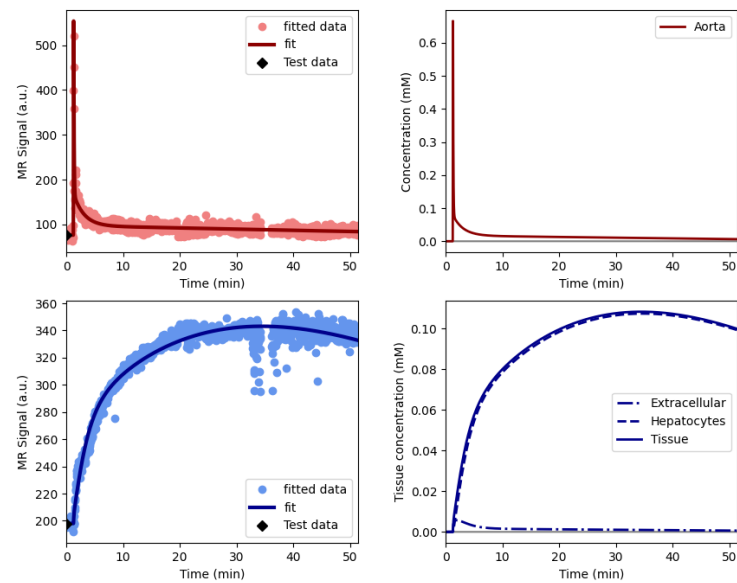 500
400
300
200
100
MR Signal (a.u.)
0
10
20
30
40
50
Time (min)
fitted data
fit
Test data
0.6
0.5
0.4
0.3
0.2
0.1
0.0
Concentration (mM)
0
10
20
30
40
50
Time (min)
Aorta
360
340
320
300
280
260
240
220
200
MR Signal (a.u.)
0
10
20
30
40
50
Time (min)
fitted data
fit
Test data
0.10
0.08
0.06
0.04
0.02
0.00
Tissue concentration (mM)
0
10
20
30
40
50
Time (min)
Extracellular
Hepatocytes
Tissue